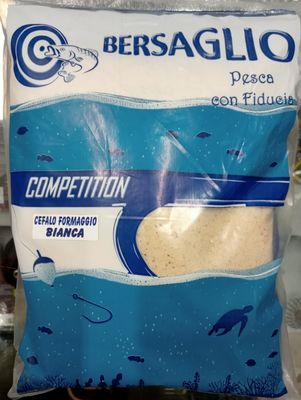 BERSAGLIO
Pesca
con Fiducia
COMPETITION
CEFALO FORMAGGIO
BIANCA